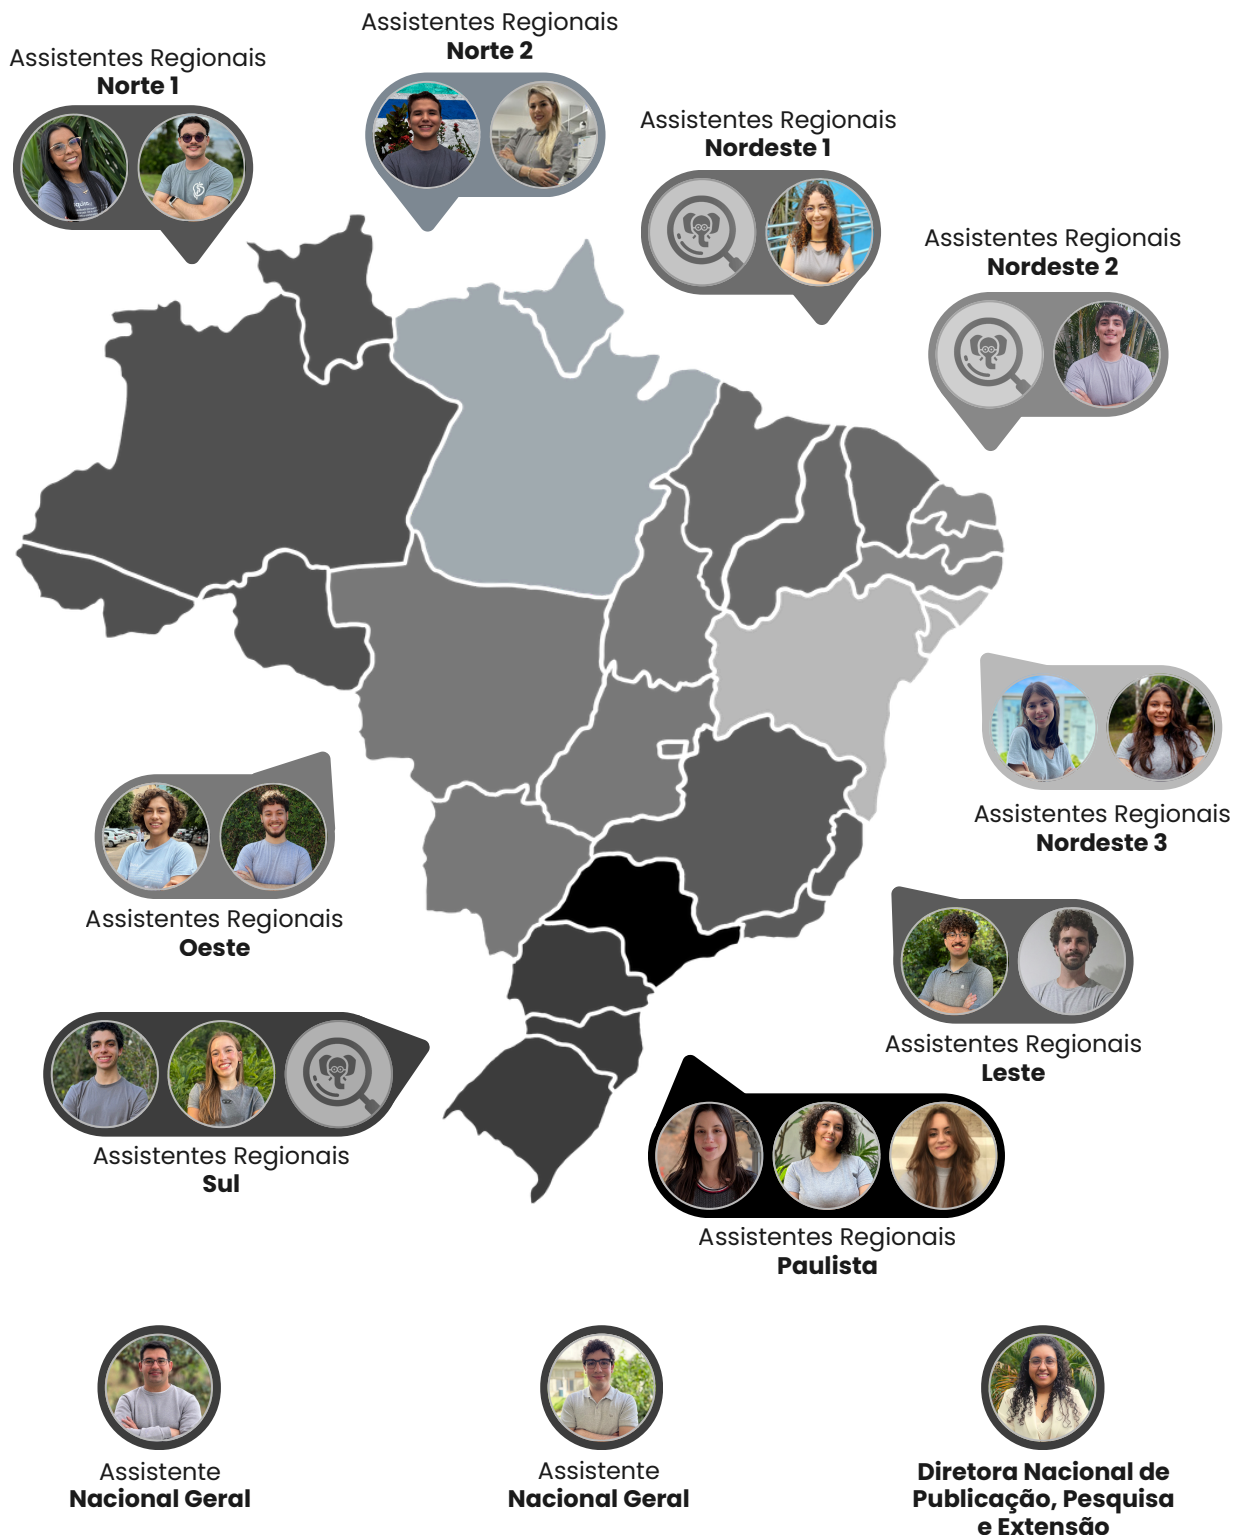 Assistentes Regionais
Norte 1
Assistentes Regionais
Norte 2
Assistentes Regionais
Nordeste 1
Assistentes Regionais
Nordeste 2
Assistentes Regionais
Nordeste 3
Assistentes Regionais
Oeste
Assistentes Regionais
Leste
Assistentes Regionais
Sul
Assistentes Regionais
Paulista
Assistente
Nacional Geral
Assistente
Nacional Geral
Diretora Nacional de
Publicação, Pesquisa
e Extensão